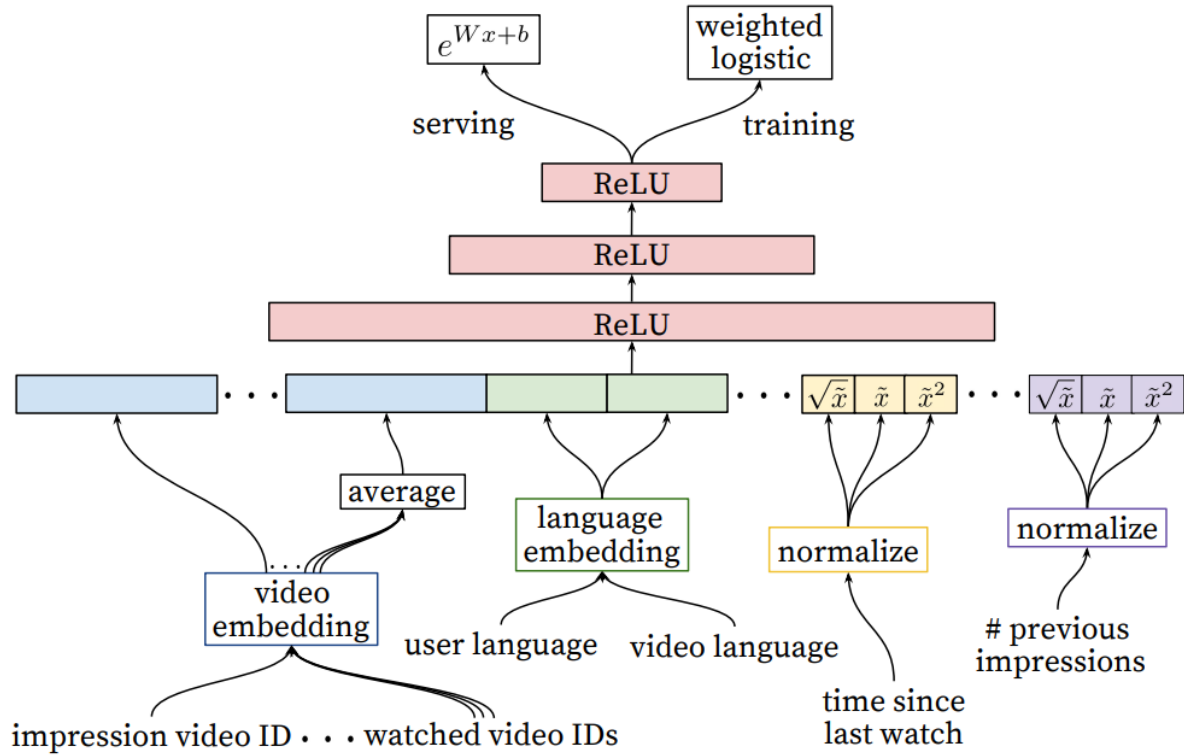 e^{Wx+b}
weighted
logistic
serving
training
ReLU
ReLU
ReLU
. . .
√x̃ x̃ x̃²
. . .
√x̃ x̃ x̃²
average
language
embedding
normalize
normalize
. . .
video
embedding
user language
video language
# previous
impressions
time since
last watch
impression video ID . . . watched video IDs